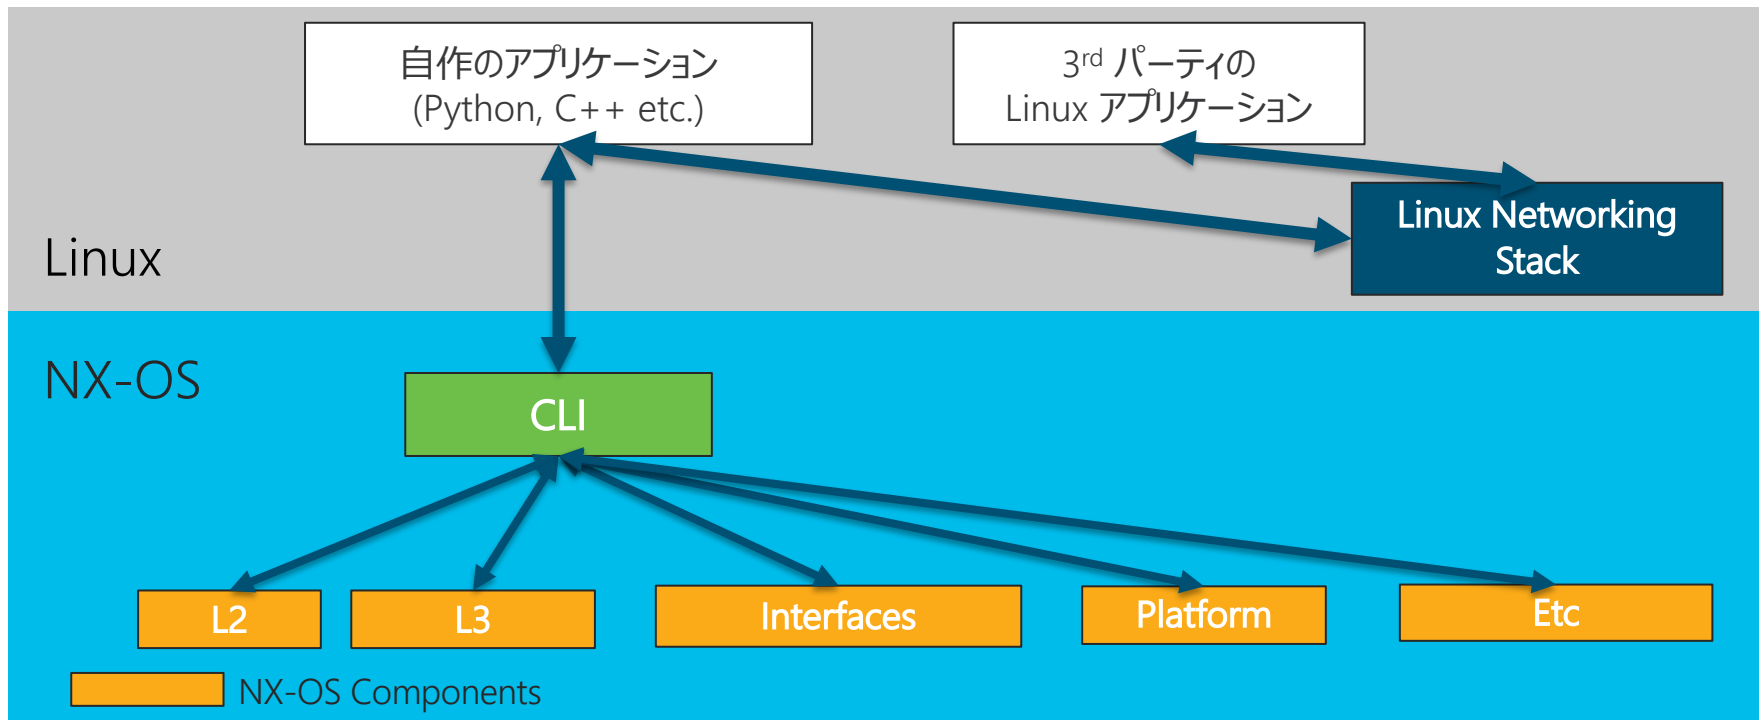 自作のアプリケーション
(Python, C++ etc.)
3rd パーティの
Linux アプリケーション
Linux Networking
Stack
Linux
NX-OS
CLI
L2
L3
Interfaces
Platform
Etc
NX-OS Components